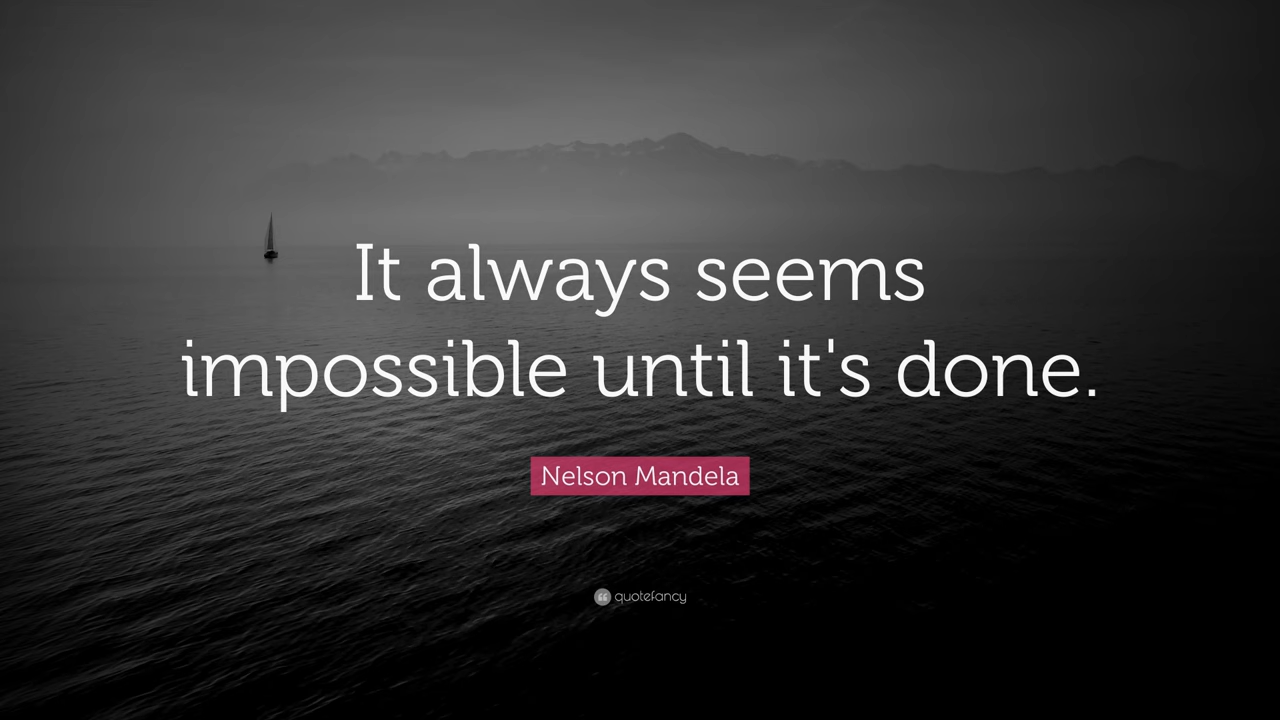 It always seems
impossible until it's done.
Nelson Mandela
quotefancy